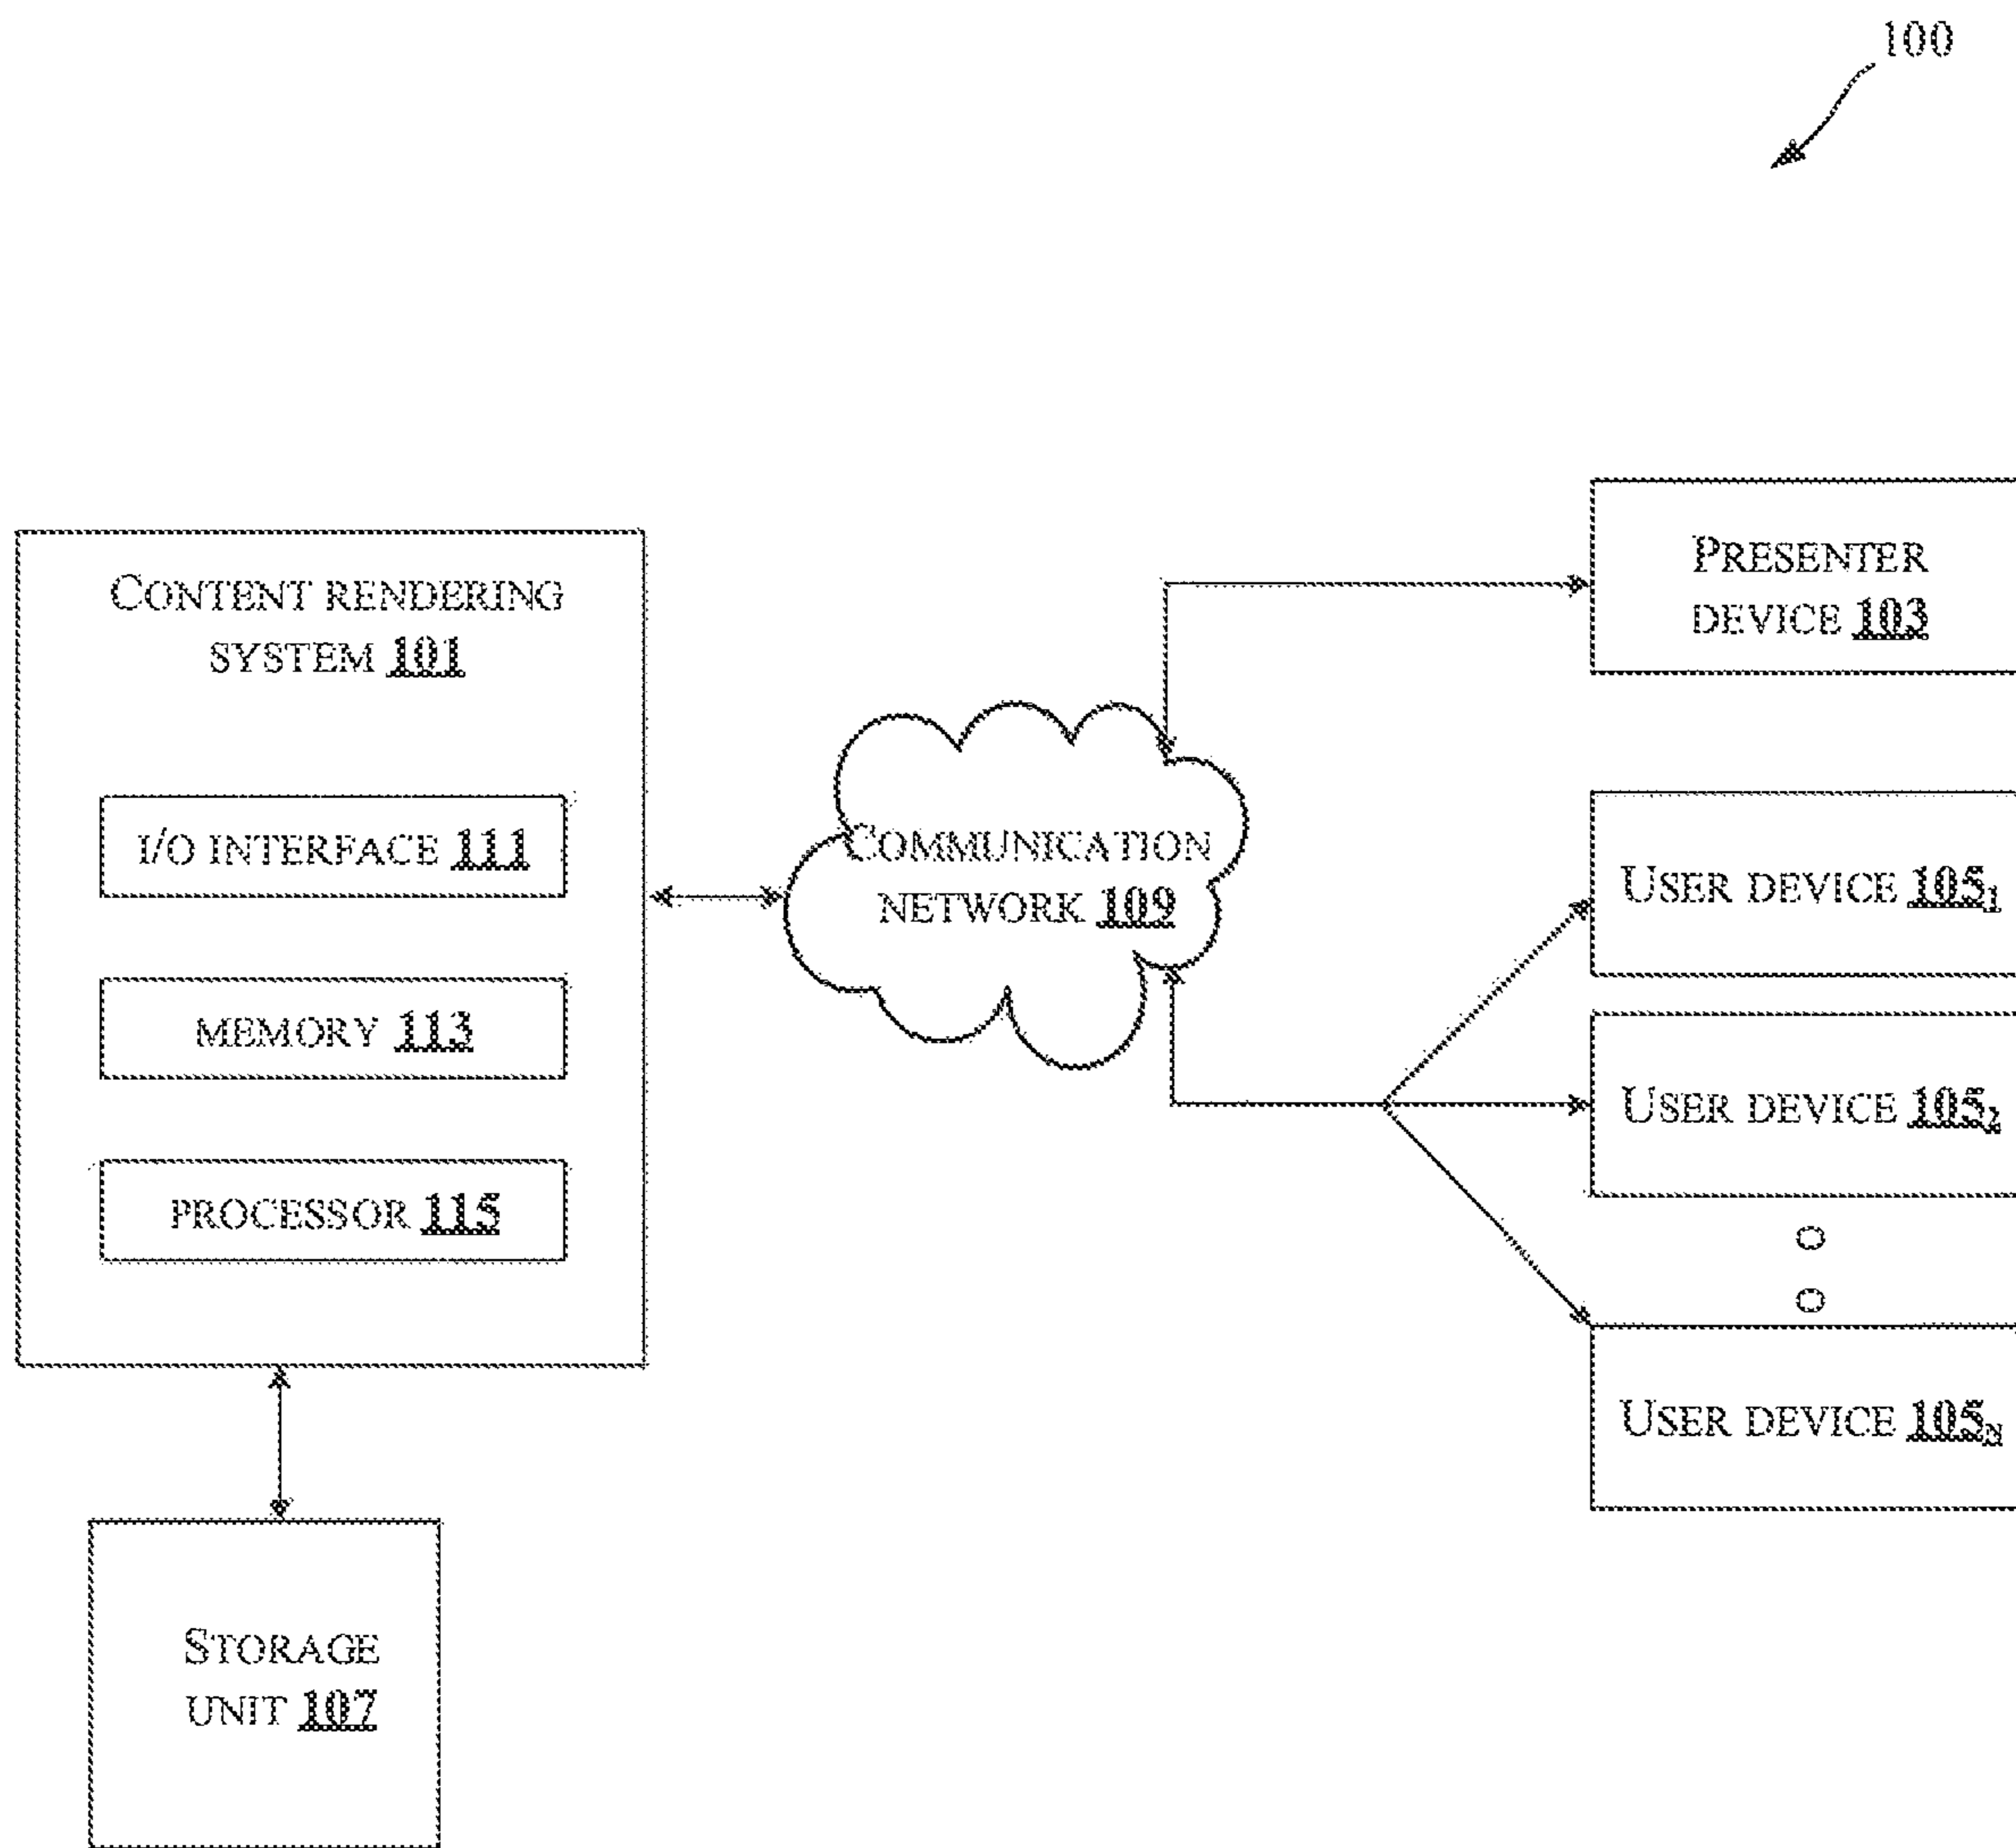 100
Content rendering
system 101
I/O interface 111
memory 113
processor 115
Storage
unit 107
Communication
network 109
Presenter
device 103
User device 105₁
User device 105₂
User device 105ₙ